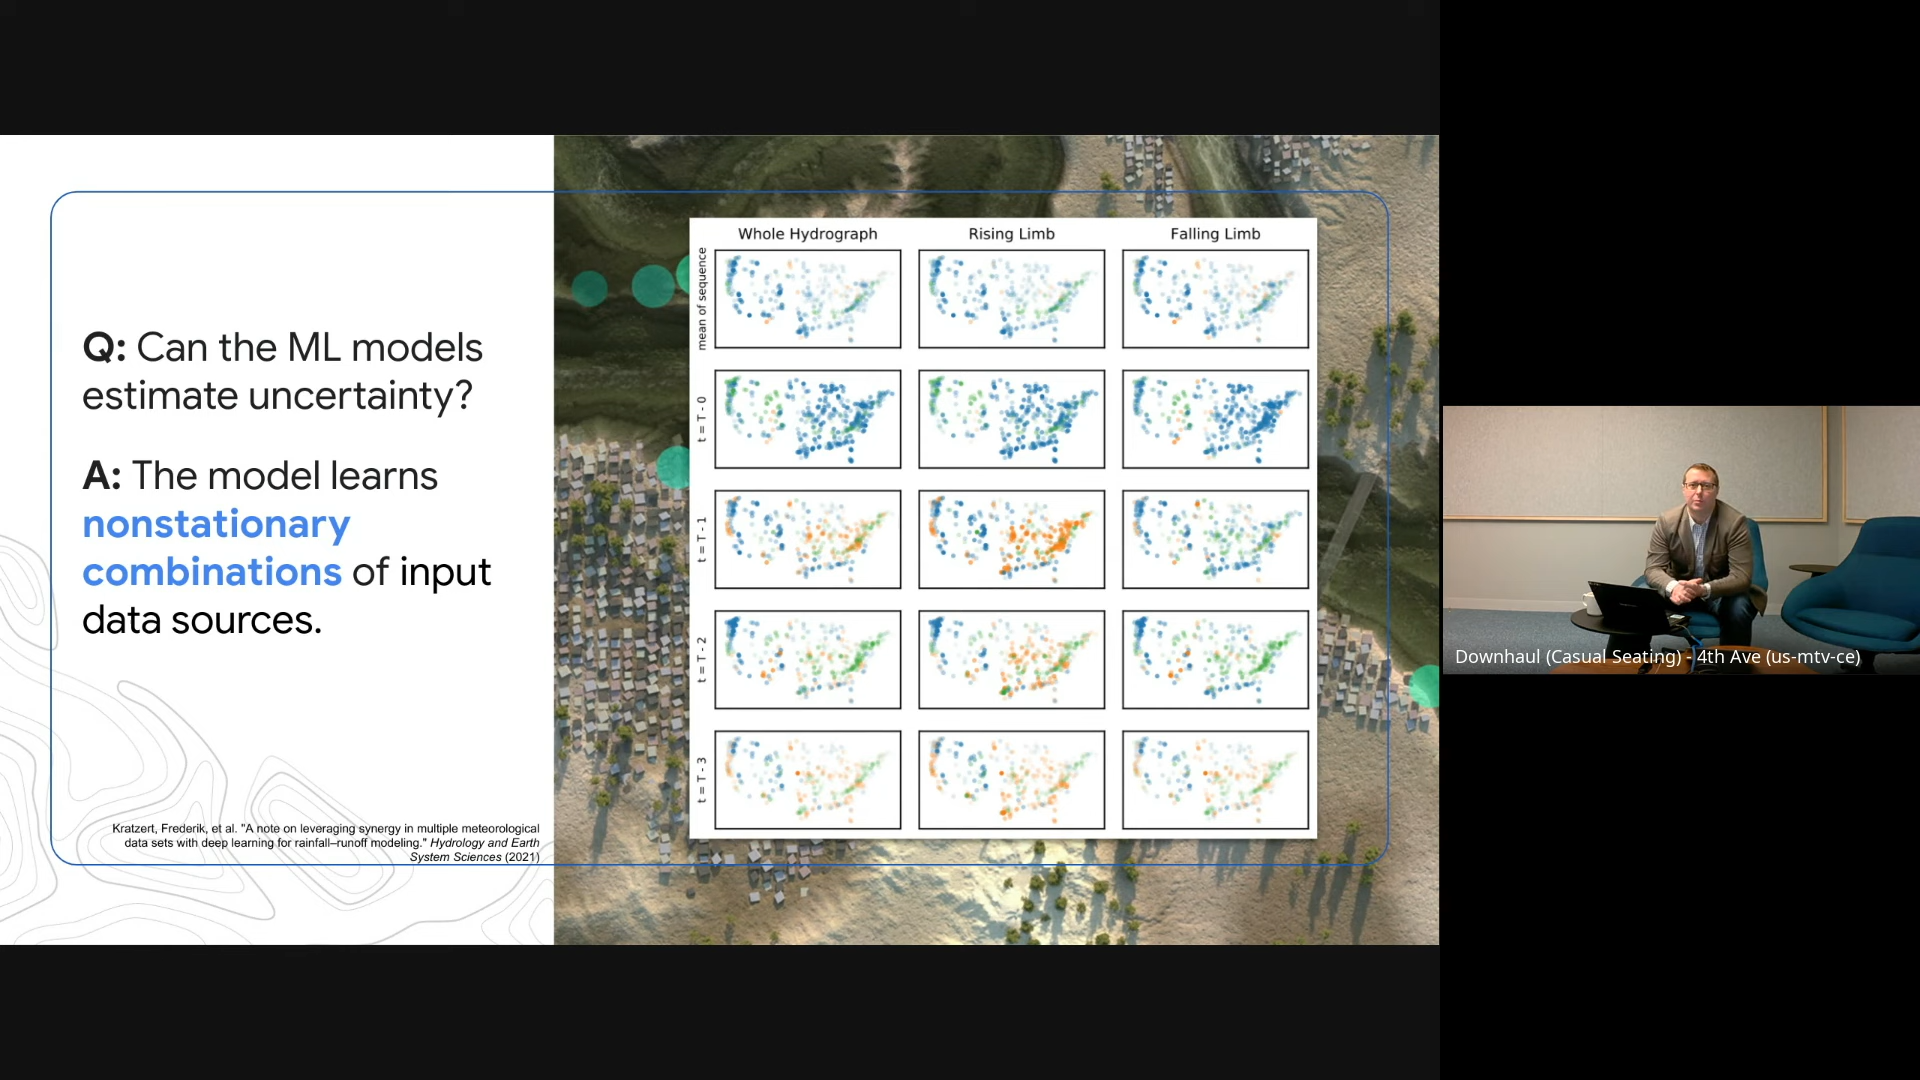 Q: Can the ML models
estimate uncertainty?
A: The model learns
nonstationary
combinations of input
data sources.
Kratzert, Frederik, et al. "A note on leveraging synergy in multiple meteorological
data sets with deep learning for rainfall–runoff modeling." Hydrology and Earth
System Sciences (2021)
Whole Hydrograph
Rising Limb
Falling Limb
mean of sequence
t = T - 0
t = T - 1
t = T - 2
t = T - 3
Downhaul (Casual Seating) - 4th Ave (us-mtv-ce)